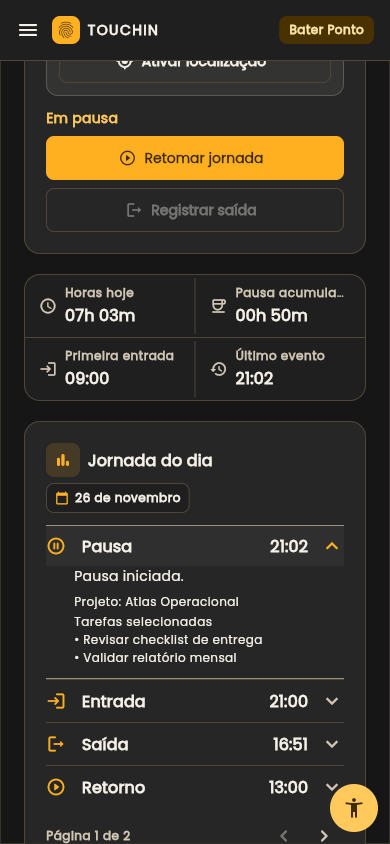 TOUCHIN
Bater Ponto
Ativar localização
Em pausa
Retomar jornada
Registrar saída
Horas hoje
07h 03m
Pausa acumula...
00h 50m
Primeira entrada
09:00
Último evento
21:02
Jornada do dia
26 de novembro
Pausa 21:02
Pausa iniciada.
Projeto: Atlas Operacional
Tarefas selecionadas
• Revisar checklist de entrega
• Validar relatório mensal
Entrada 21:00
Saída 16:51
Retorno 13:00
Página 1 de 2